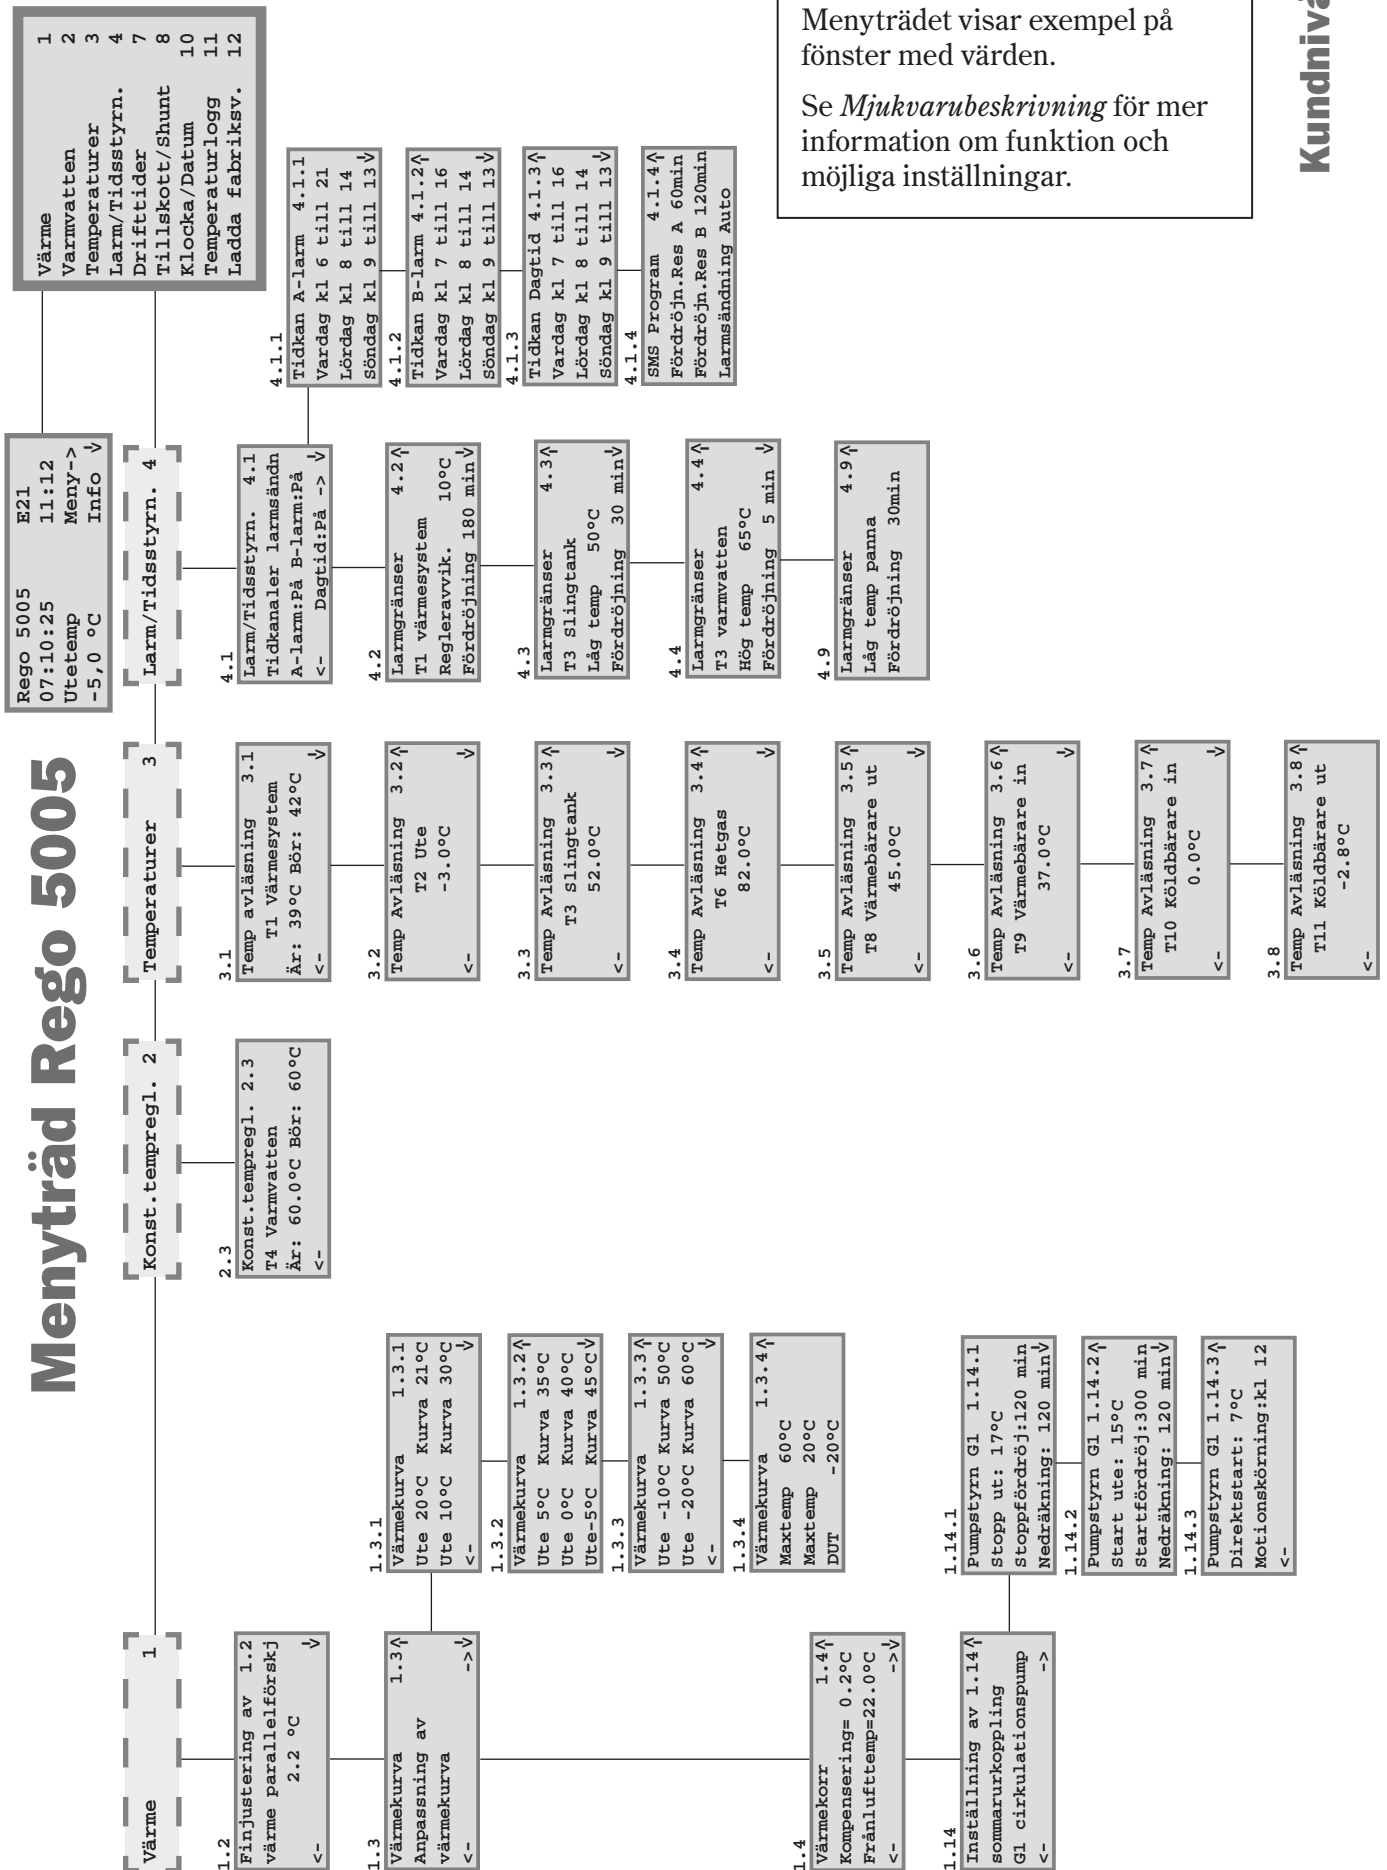 Menyträd Rego 5005
Rego 5005 E21
07:10:25 11:12
Utetemp Meny->
-5,0 °C Info
Värme 1
Varmvatten 2
Temperaturer 3
Larm/Tidsstyrn. 4
Drifttider 7
Tillskott/Shunt 8
Klocka/Datum 10
Temperaturlogg 11
Ladda fabriksv. 12
Värme 1
1.2
Finjustering av 1.2
värme parallelförskj
2.2 °C
<-
1.3
Värmekurva 1.3
Anpassning av
värmekurva
<- ->
1.3.1
Värmekurva 1.3.1
Ute 20°C Kurva 21°C
Ute 10°C Kurva 30°C
<-
1.3.2
Värmekurva 1.3.2
Ute 5°C Kurva 35°C
Ute 0°C Kurva 40°C
Ute-5°C Kurva 45°C
1.3.3
Värmekurva 1.3.3
Ute -10°C Kurva 50°C
Ute -20°C Kurva 60°C
<-
1.3.4
Värmekurva 1.3.4
Maxtemp 60°C
Maxtemp 20°C
DUT -20°C
1.4
Värmekorr 1.4
Kompensering= 0.2°C
Frånlufttemp=22.0°C
<- ->
1.14
Inställning av 1.14
sommarurkoppling
G1 cirkulationspump
<- ->
1.14.1
Pumpstyrn G1 1.14.1
Stopp ut: 17°C
Stoppfördröj:120 min
Nedräkning: 120 min
1.14.2
Pumpstyrn G1 1.14.2
Start ute: 15°C
Startfördröj:300 min
Nedräkning: 120 min
1.14.3
Pumpstyrn G1 1.14.3
Direktstart: 7°C
Motionskörning:kl 12
<-
Konst.tempregl. 2
2.3
Konst.tempregl. 2.3
T4 Varmvatten
Är: 60.0°C Bör: 60°C
<-
Temperaturer 3
3.1
Temp avläsning 3.1
T1 Värmesystem
Är: 39°C Bör: 42°C
<-
3.2
Temp Avläsning 3.2
T2 Ute
-3.0°C
<-
3.3
Temp Avläsning 3.3
T3 Slingtank
52.0°C
<-
3.4
Temp Avläsning 3.4
T6 Hetgas
82.0°C
<-
3.5
Temp Avläsning 3.5
T8 Värmebärare ut
45.0°C
<-
3.6
Temp Avläsning 3.6
T9 Värmebärare in
37.0°C
<-
3.7
Temp Avläsning 3.7
T10 Köldbärare in
0.0°C
<-
3.8
Temp Avläsning 3.8
T11 Köldbärare ut
-2.8°C
<-
Larm/Tidsstyrn. 4
4.1
Larm/Tidsstyrn. 4.1
Tidkanaler larmsändn
A-larm:På B-larm:På
<- Dagtid:På ->
4.2
Larmgränser 4.2
T1 värmesystem
Regleravvik. 10°C
Fördröjning 180 min
4.3
Larmgränser 4.3
T3 Slingtank
Låg temp 50°C
Fördröjning 30 min
4.4
Larmgränser 4.4
T3 varmvatten
Hög temp 65°C
Fördröjning 5 min
4.9
Larmgränser 4.9
Låg temp panna
Fördröjning 30min
4.1.1
Tidkan A-larm 4.1.1
Vardag kl 6 till 21
Lördag kl 8 till 14
Söndag kl 9 till 13
4.1.2
Tidkan B-larm 4.1.2
Vardag kl 7 till 16
Lördag kl 8 till 14
Söndag kl 9 till 13
4.1.3
Tidkan Dagtid 4.1.3
Vardag kl 7 till 16
Lördag kl 8 till 14
Söndag kl 9 till 13
4.1.4
SMS Program 4.1.4
Fördröjn.Res A 60min
Fördröjn.Res B 120min
Larmsändning Auto
Menyträdet visar exempel på
fönster med värden.
Se Mjukvarubeskrivning för mer
information om funktion och
möjliga inställningar.